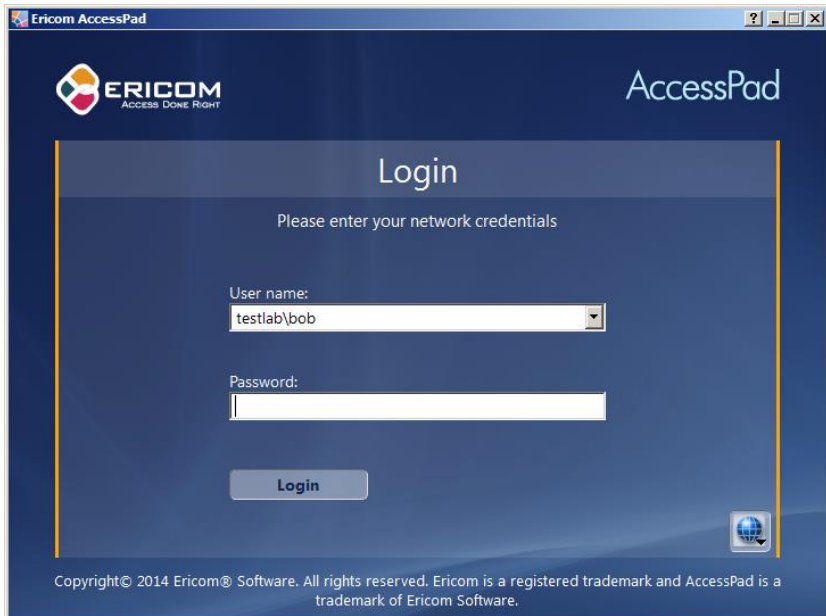 Ericom AccessPad
ERICOM
ACCESS DONE RIGHT
AccessPad
Login
Please enter your network credentials
User name:
testlab\bob
Password:
Login
Copyright© 2014 Ericom® Software. All rights reserved. Ericom is a registered trademark and AccessPad is a
trademark of Ericom Software.